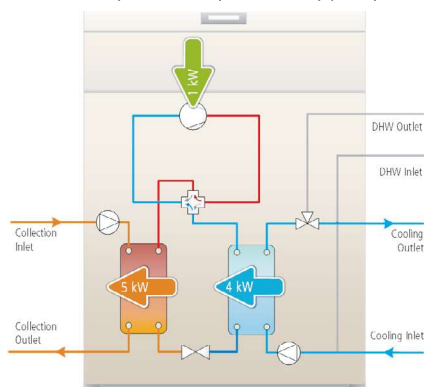 1 kW
DHW Outlet
DHW Inlet
Collection
Inlet
Cooling
Outlet
5 kW
4 kW
Collection
Outlet
Cooling Inlet